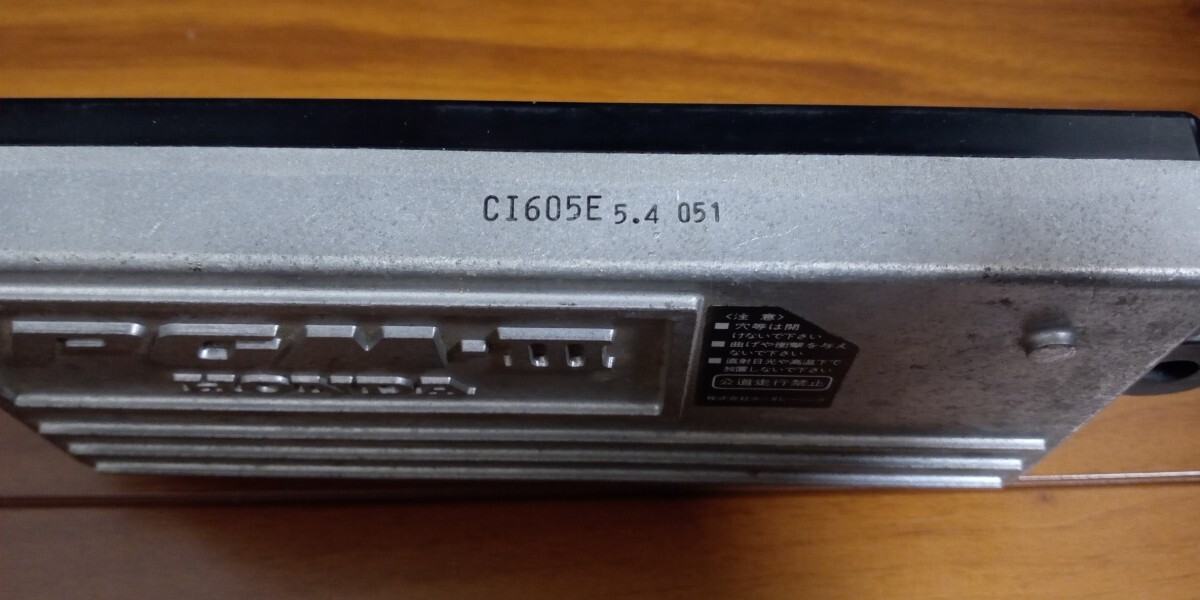 CI605E 5.4 051
PGM-III
HONDA
〈注 意〉
■ 穴等は開
けないで下さい
■ 曲げや衝撃を与え
ないで下さい
■ 直射日光や高温下で
放置しないで下さい
公道走行禁止